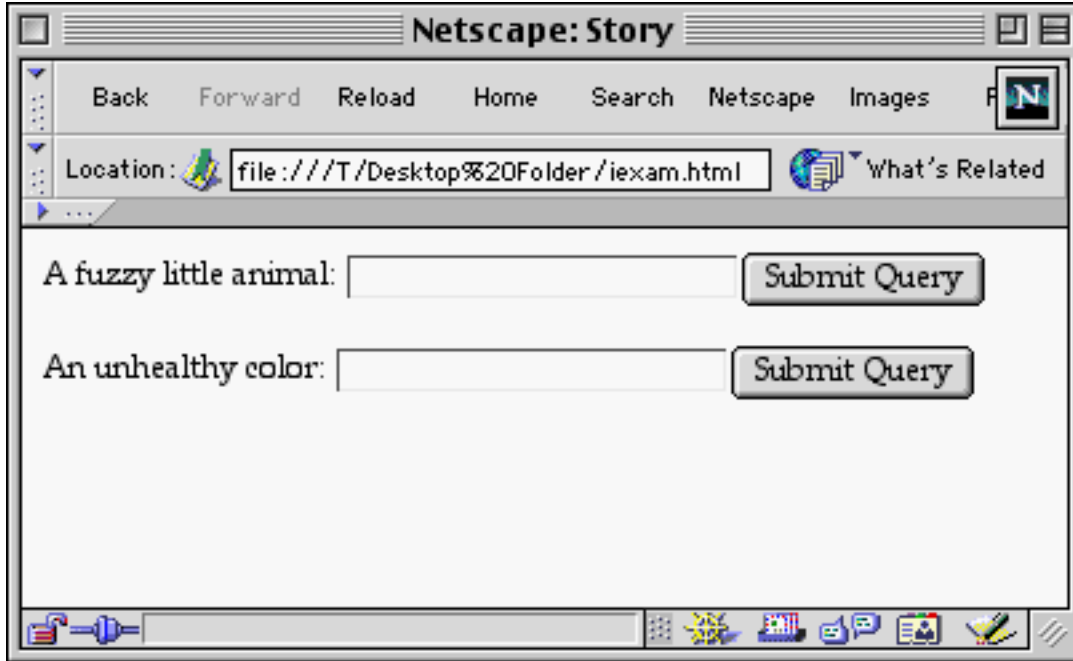 Netscape: Story
Back Forward Reload Home Search Netscape Images N
Location: file:///T/Desktop%20Folder/iexam.html What's Related
...
A fuzzy little animal: Submit Query
An unhealthy color: Submit Query